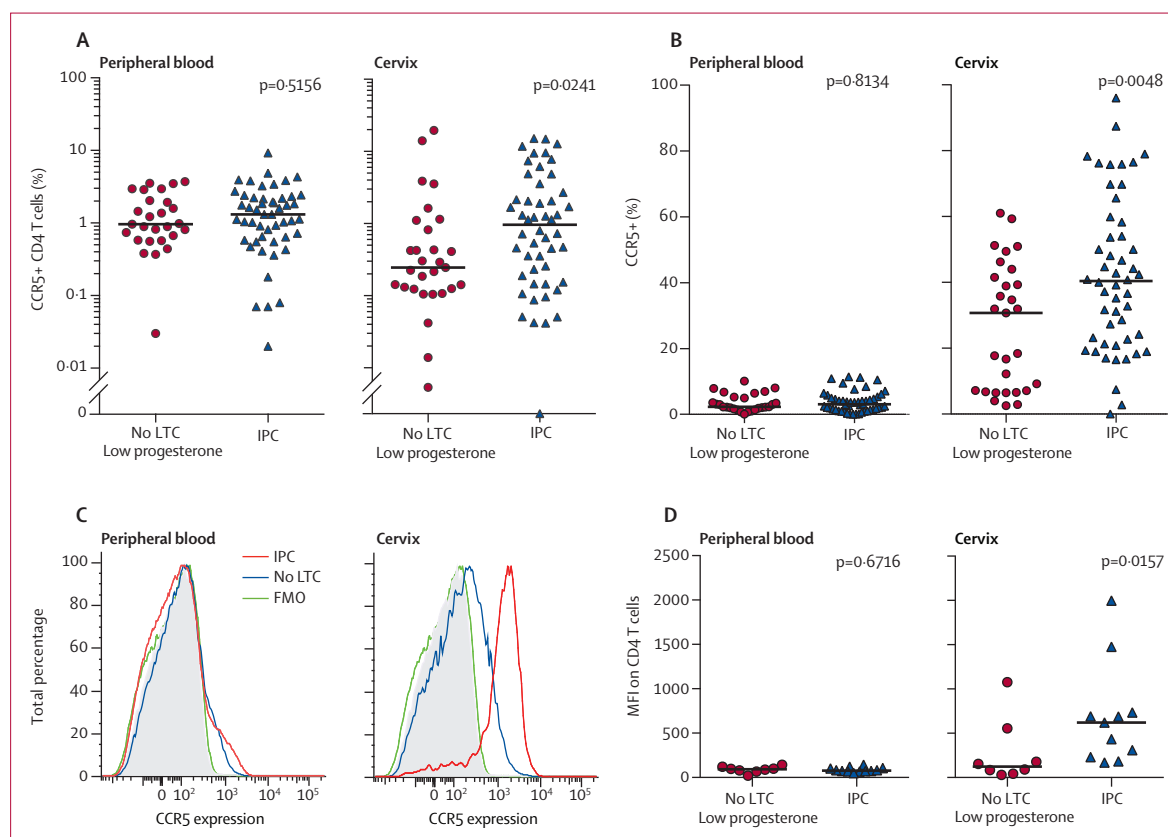 A
Peripheral blood
Cervix
p=0·5156
p=0·0241
CCR5+ CD4 T cells (%)
100
10
1
0·1
0·01
0
No LTC
Low progesterone
IPC
No LTC
Low progesterone
IPC
B
Peripheral blood
Cervix
p=0·8134
p=0·0048
CCR5+ (%)
100
80
60
40
20
0
No LTC
Low progesterone
IPC
No LTC
Low progesterone
IPC
C
Peripheral blood
Cervix
IPC
No LTC
FMO
Total percentage
100
80
60
40
20
0
0 10² 10³ 10⁴ 10⁵
CCR5 expression
0 10² 10³ 10⁴ 10⁵
CCR5 expression
D
Peripheral blood
Cervix
p=0·6716
p=0·0157
MFI on CD4 T cells
2500
2000
1500
1000
500
0
No LTC
Low progesterone
IPC
No LTC
Low progesterone
IPC